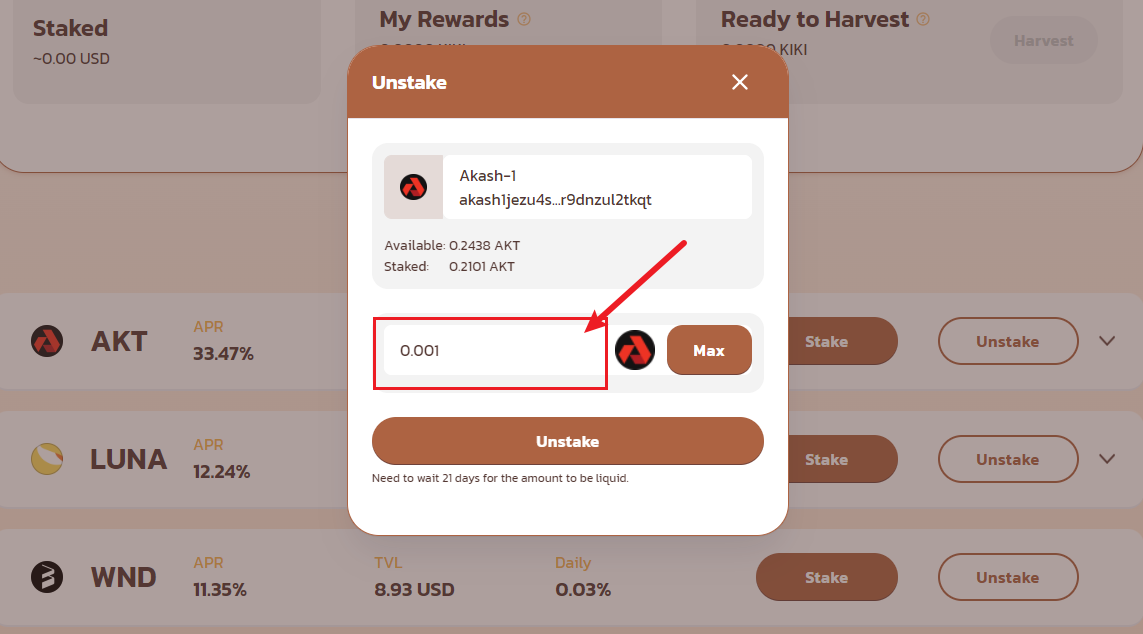 Staked
~0.00 USD
My Rewards
Ready to Harvest
KIKI
Harvest
Unstake
Akash-1
akash1jezu4s...r9dnzul2tkqt
Available: 0.2438 AKT
Staked: 0.2101 AKT
0.001
Max
Unstake
Need to wait 21 days for the amount to be liquid.
AKT
APR
33.47%
Stake
Unstake
LUNA
APR
12.24%
Stake
Unstake
WND
APR
11.35%
TVL
8.93 USD
Daily
0.03%
Stake
Unstake